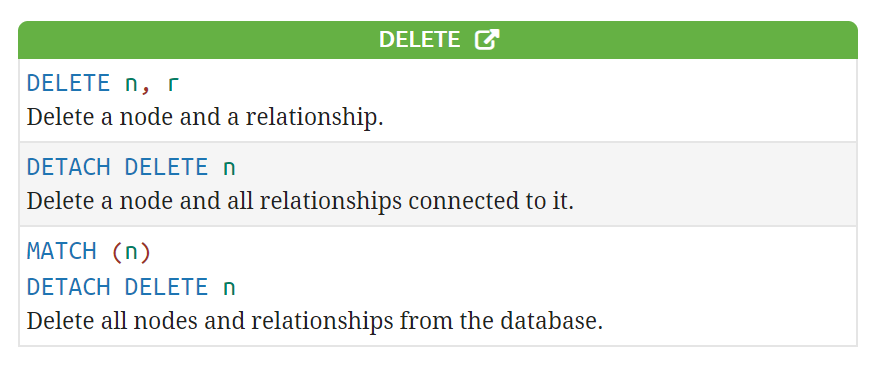 DELETE
DELETE n, r
Delete a node and a relationship.
DETACH DELETE n
Delete a node and all relationships connected to it.
MATCH (n)
DETACH DELETE n
Delete all nodes and relationships from the database.